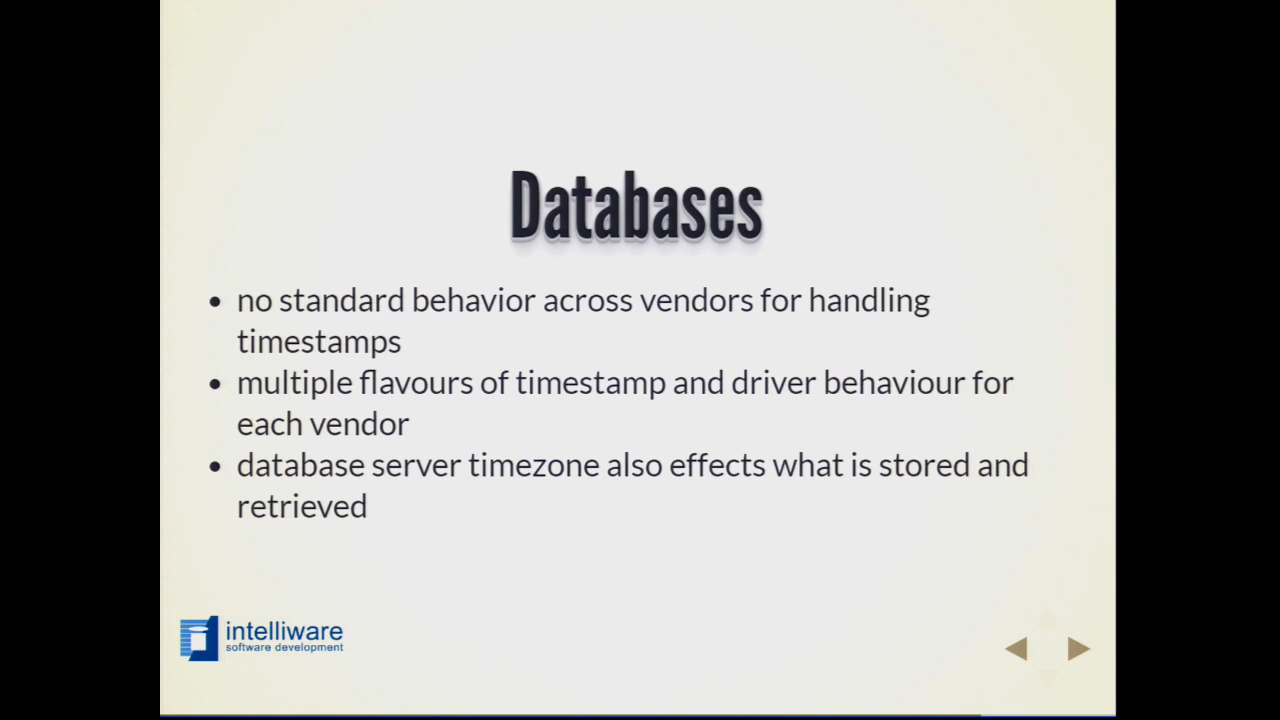 Databases
no standard behavior across vendors for handling
timestamps
multiple flavours of timestamp and driver behaviour for
each vendor
database server timezone also effects what is stored and
retrieved
intelliware
software development